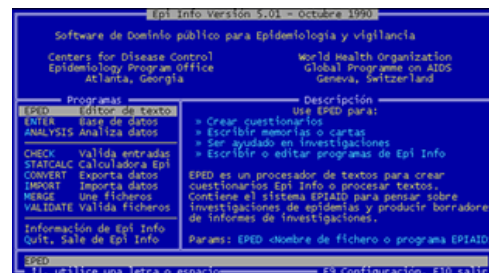 Epi Info Versión 5.01 - Octubre 1990
Software de Dominio público para Epidemiología y vigilancia
Centers for Disease Control
Epidemiology Program Office
Atlanta, Georgia
World Health Organization
Global Programme on AIDS
Geneva, Switzerland
Programas
EPED Editor de texto
ENTER Base de datos
ANALYSIS Analiza datos
CHECK Valida entradas
STATCALC Calculadora Epi
CONVERT Exporta datos
IMPORT Importa datos
MERGE Une ficheros
VALIDATE Valida ficheros
Información de Epi Info
Quit, Sale de Epi Info
Descripción
Use EPED para:
» Crear cuestionarios
» Escribir memorias o cartas
» Ser ayudado en investigaciones
» Escribir o editar programas de Epi Info
EPED es un procesador de textos para crear
cuestionarios Epi Info o procesar textos.
Contiene el sistema EPIAID para pensar sobre
investigaciones de epidemias y producir borradores
de informes de investigaciones.
Params: EPED <Nombre de fichero o programa EPIAID
EPED
↑↓, utilice una letra o espacio
F9 Configuración, F10 salir